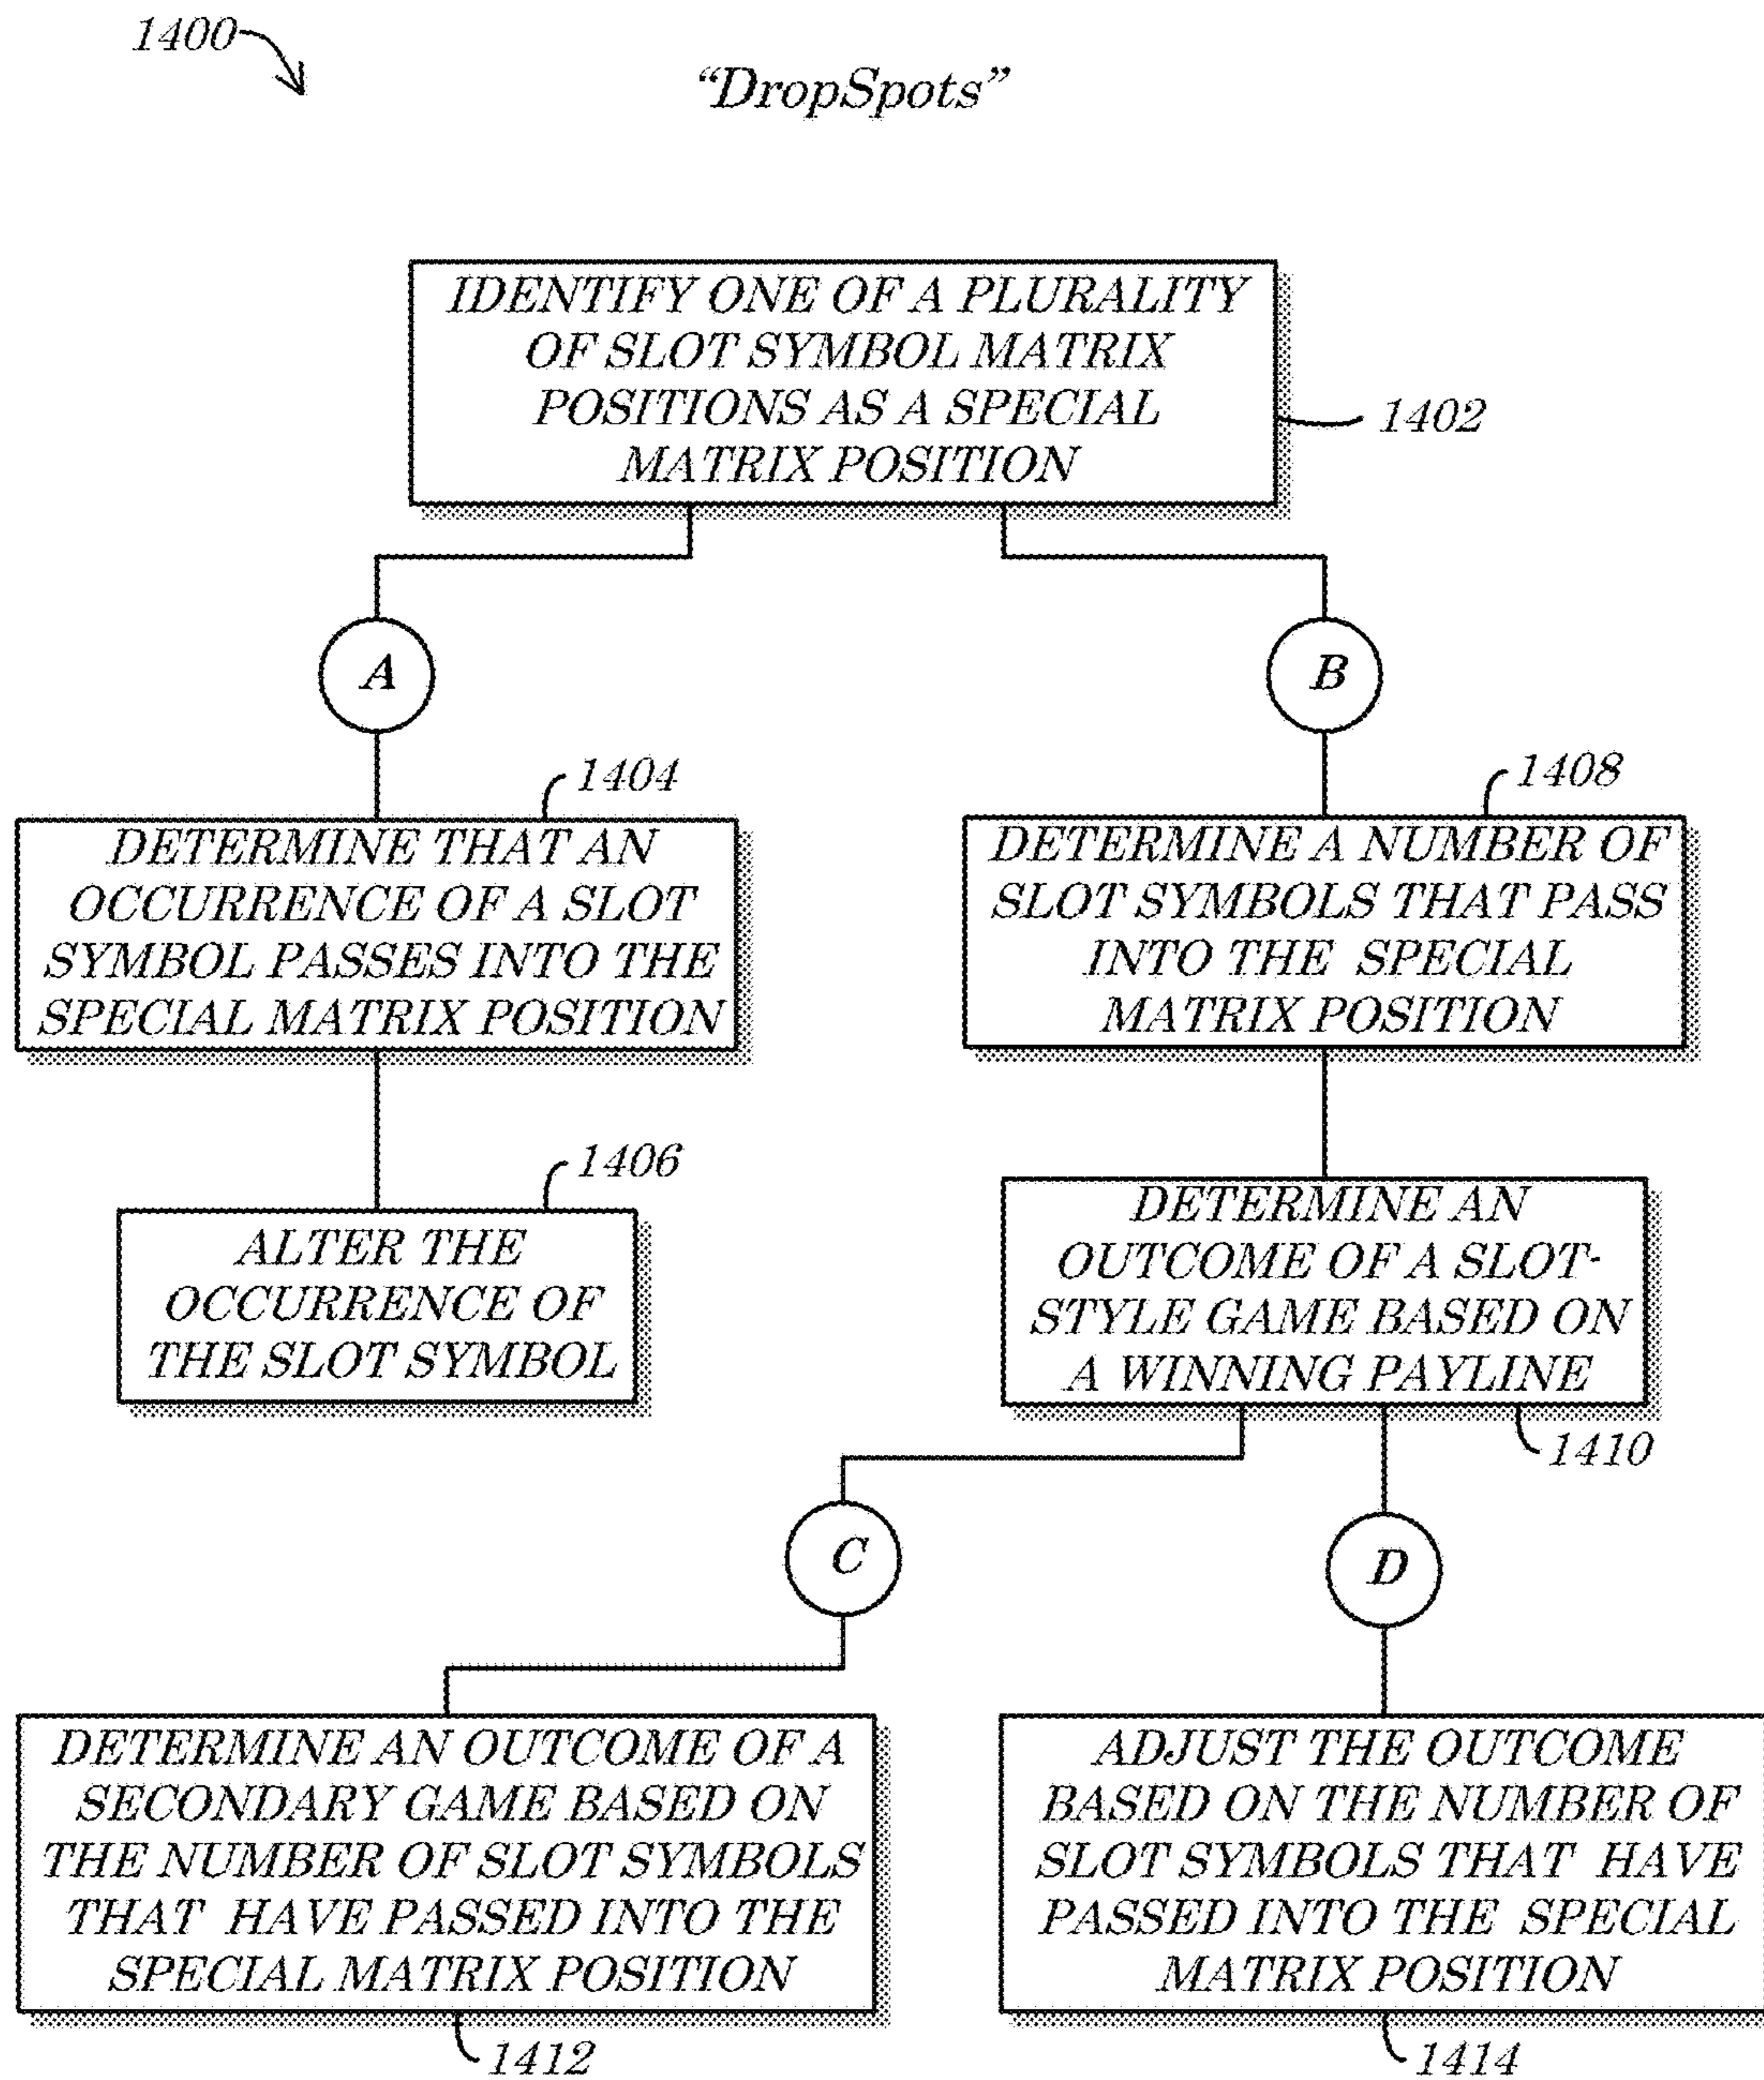 1400
“DropSpots”
IDENTIFY ONE OF A PLURALITY
OF SLOT SYMBOL MATRIX
POSITIONS AS A SPECIAL
MATRIX POSITION
1402
A
B
1404
DETERMINE THAT AN
OCCURRENCE OF A SLOT
SYMBOL PASSES INTO THE
SPECIAL MATRIX POSITION
1408
DETERMINE A NUMBER OF
SLOT SYMBOLS THAT PASS
INTO THE SPECIAL
MATRIX POSITION
1406
ALTER THE
OCCURRENCE OF
THE SLOT SYMBOL
DETERMINE AN
OUTCOME OF A SLOT-
STYLE GAME BASED ON
A WINNING PAYLINE
1410
C
D
DETERMINE AN OUTCOME OF A
SECONDARY GAME BASED ON
THE NUMBER OF SLOT SYMBOLS
THAT HAVE PASSED INTO THE
SPECIAL MATRIX POSITION
1412
ADJUST THE OUTCOME
BASED ON THE NUMBER OF
SLOT SYMBOLS THAT HAVE
PASSED INTO THE SPECIAL
MATRIX POSITION
1414